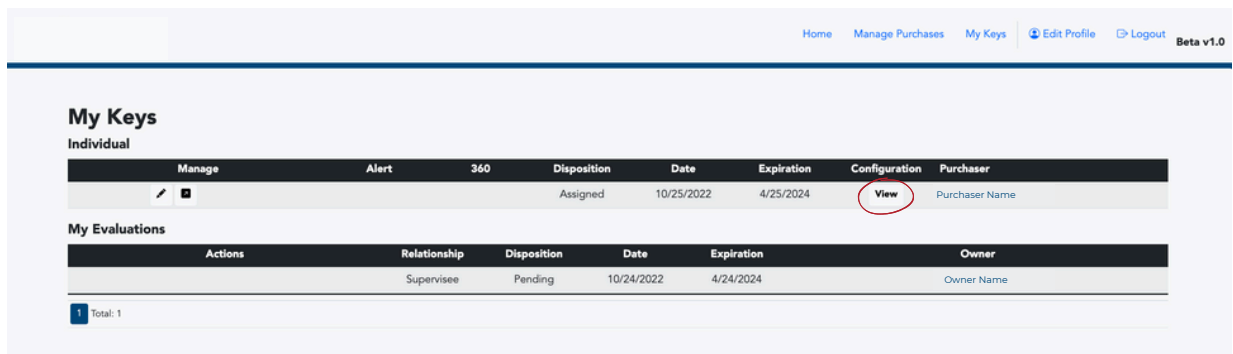 Home Manage Purchases My Keys Edit Profile Logout Beta v1.0
My Keys
Individual
Manage Alert 360 Disposition Date Expiration Configuration Purchaser
Assigned 10/25/2022 4/25/2024 View Purchaser Name
My Evaluations
Actions Relationship Disposition Date Expiration Owner
Supervisee Pending 10/24/2022 4/24/2024 Owner Name
1 Total: 1